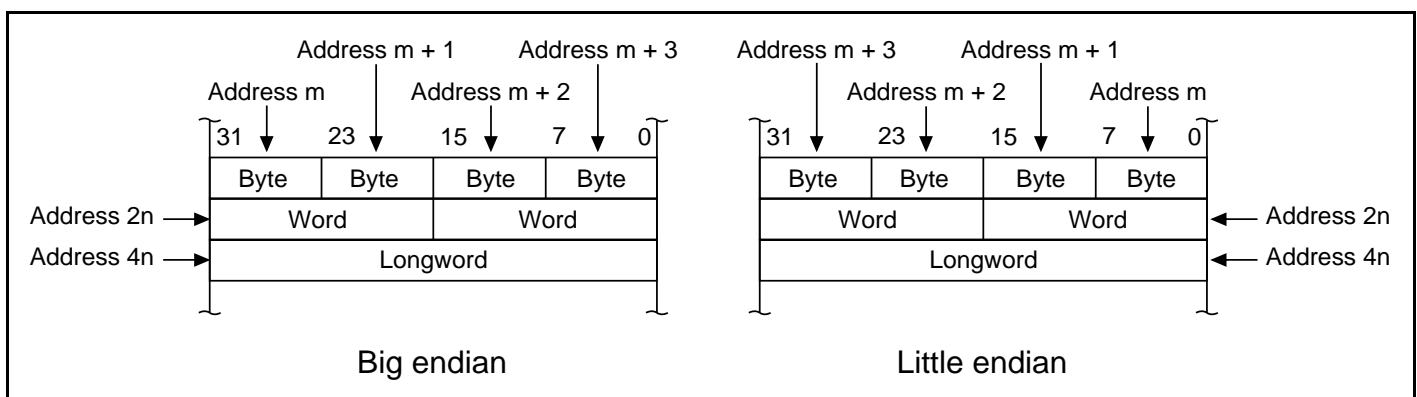 Address m + 1 Address m + 3 Address m + 3 Address m + 1
Address m Address m + 2 Address m + 2 Address m
31 23 15 7 0 31 23 15 7 0
Byte Byte Byte Byte Byte Byte Byte Byte
Address 2n Word Word Word Word Address 2n
Address 4n Longword Longword Address 4n
Big endian Little endian